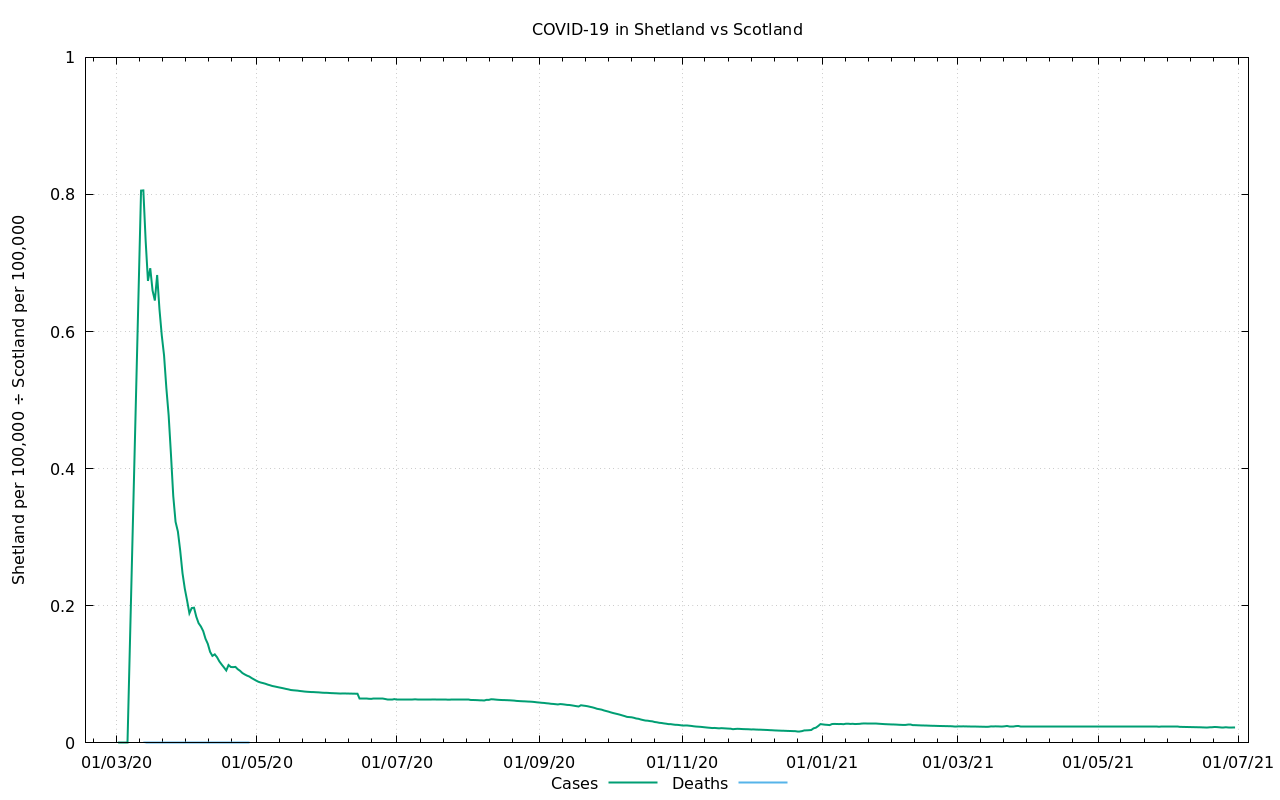 COVID-19 in Shetland vs Scotland
Shetland per 100,000 ÷ Scotland per 100,000
1
0.8
0.6
0.4
0.2
0
01/03/20 01/05/20 01/07/20 01/09/20 01/11/20 01/01/21 01/03/21 01/05/21 01/07/21
Cases Deaths